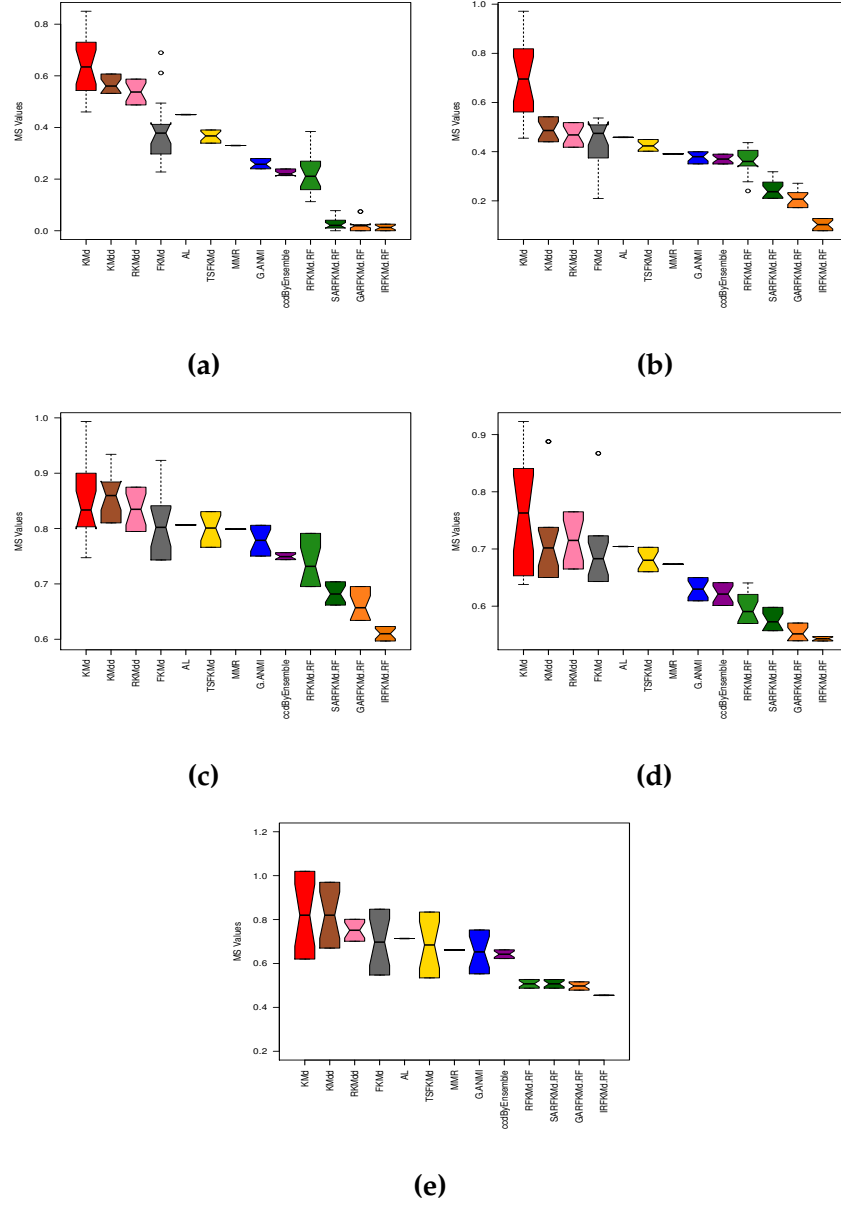 MS Values
0.8
0.6
0.4
0.2
0.0
KMd
KMdd
RKMdd
FKMd
AL
TSFKMd
MMR
G.ANMI
ccdByEnsemble
RFKMd.RF
SARFKMd.RF
GARFKMd.RF
IRFKMd.RF
(a)
MS Values
0.8
0.6
0.4
0.2
KMd
KMdd
RKMdd
FKMd
AL
TSFKMd
MMR
G.ANMI
ccdByEnsemble
RFKMd.RF
SARFKMd.RF
GARFKMd.RF
IRFKMd.RF
(b)
MS Values
1.0
0.9
0.8
0.7
0.6
KMd
KMdd
RKMdd
FKMd
AL
TSFKMd
MMR
G.ANMI
ccdByEnsemble
RFKMd.RF
SARFKMd.RF
GARFKMd.RF
IRFKMd.RF
(c)
MS Values
0.9
0.8
0.7
0.6
KMd
KMdd
RKMdd
FKMd
AL
TSFKMd
MMR
G.ANMI
ccdByEnsemble
RFKMd.RF
SARFKMd.RF
GARFKMd.RF
IRFKMd.RF
(d)
MS Values
1.2
1.0
0.8
0.6
0.4
0.2
KMd
KMdd
RKMdd
FKMd
AL
TSFKMd
MMR
G.ANMI
ccdByEnsemble
RFKMd.RF
SARFKMd.RF
GARFKMd.RF
IRFKMd.RF
(e)